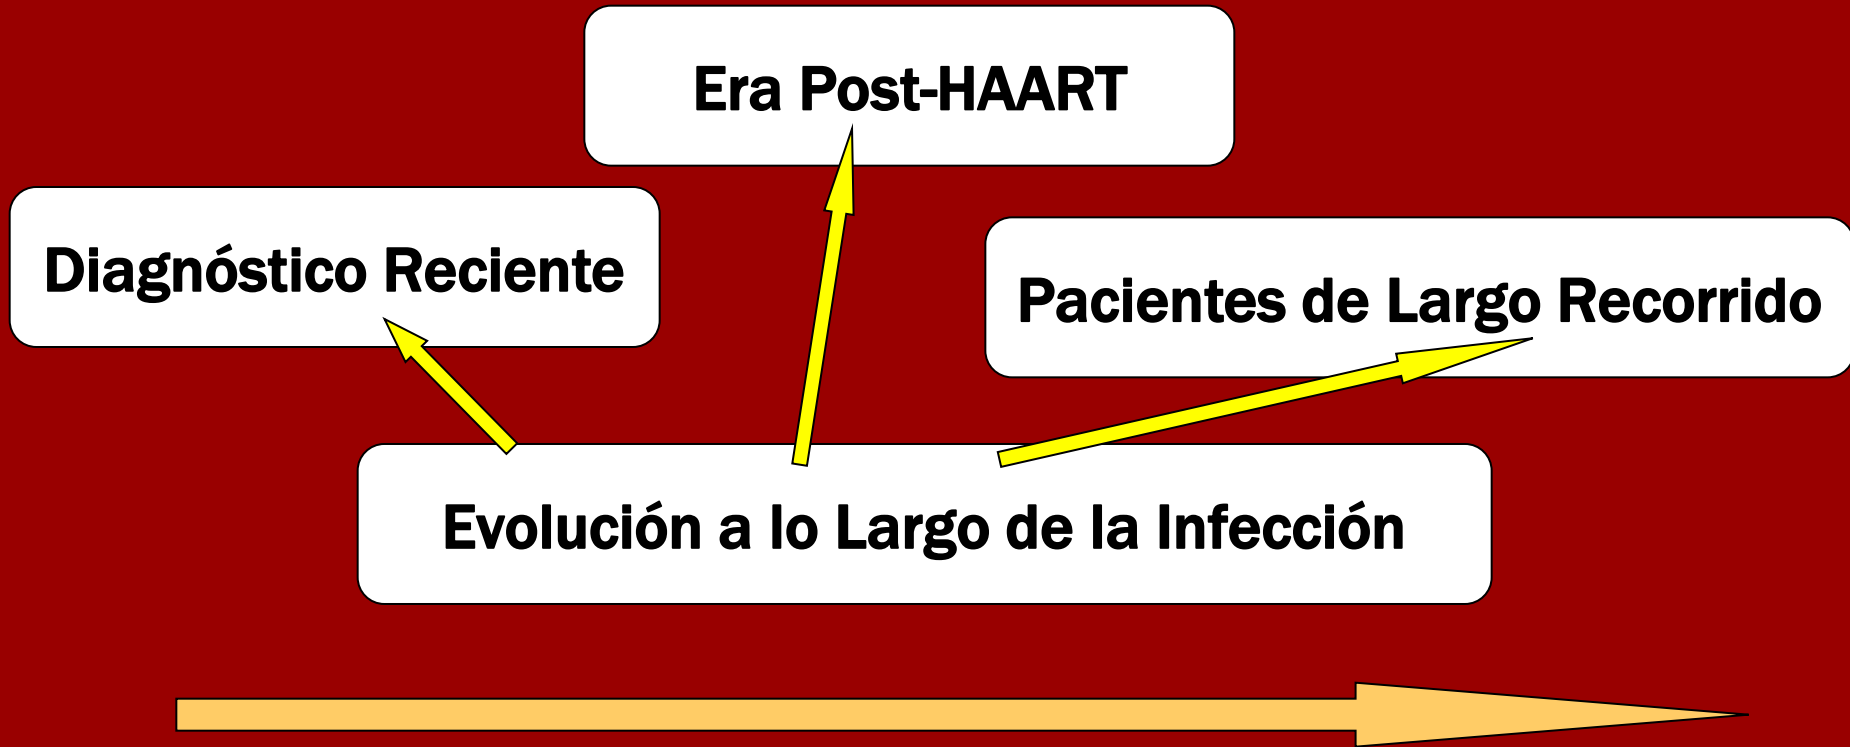 Era Post-HAART
Diagnóstico Reciente
Pacientes de Largo Recorrido
Evolución a lo Largo de la Infección